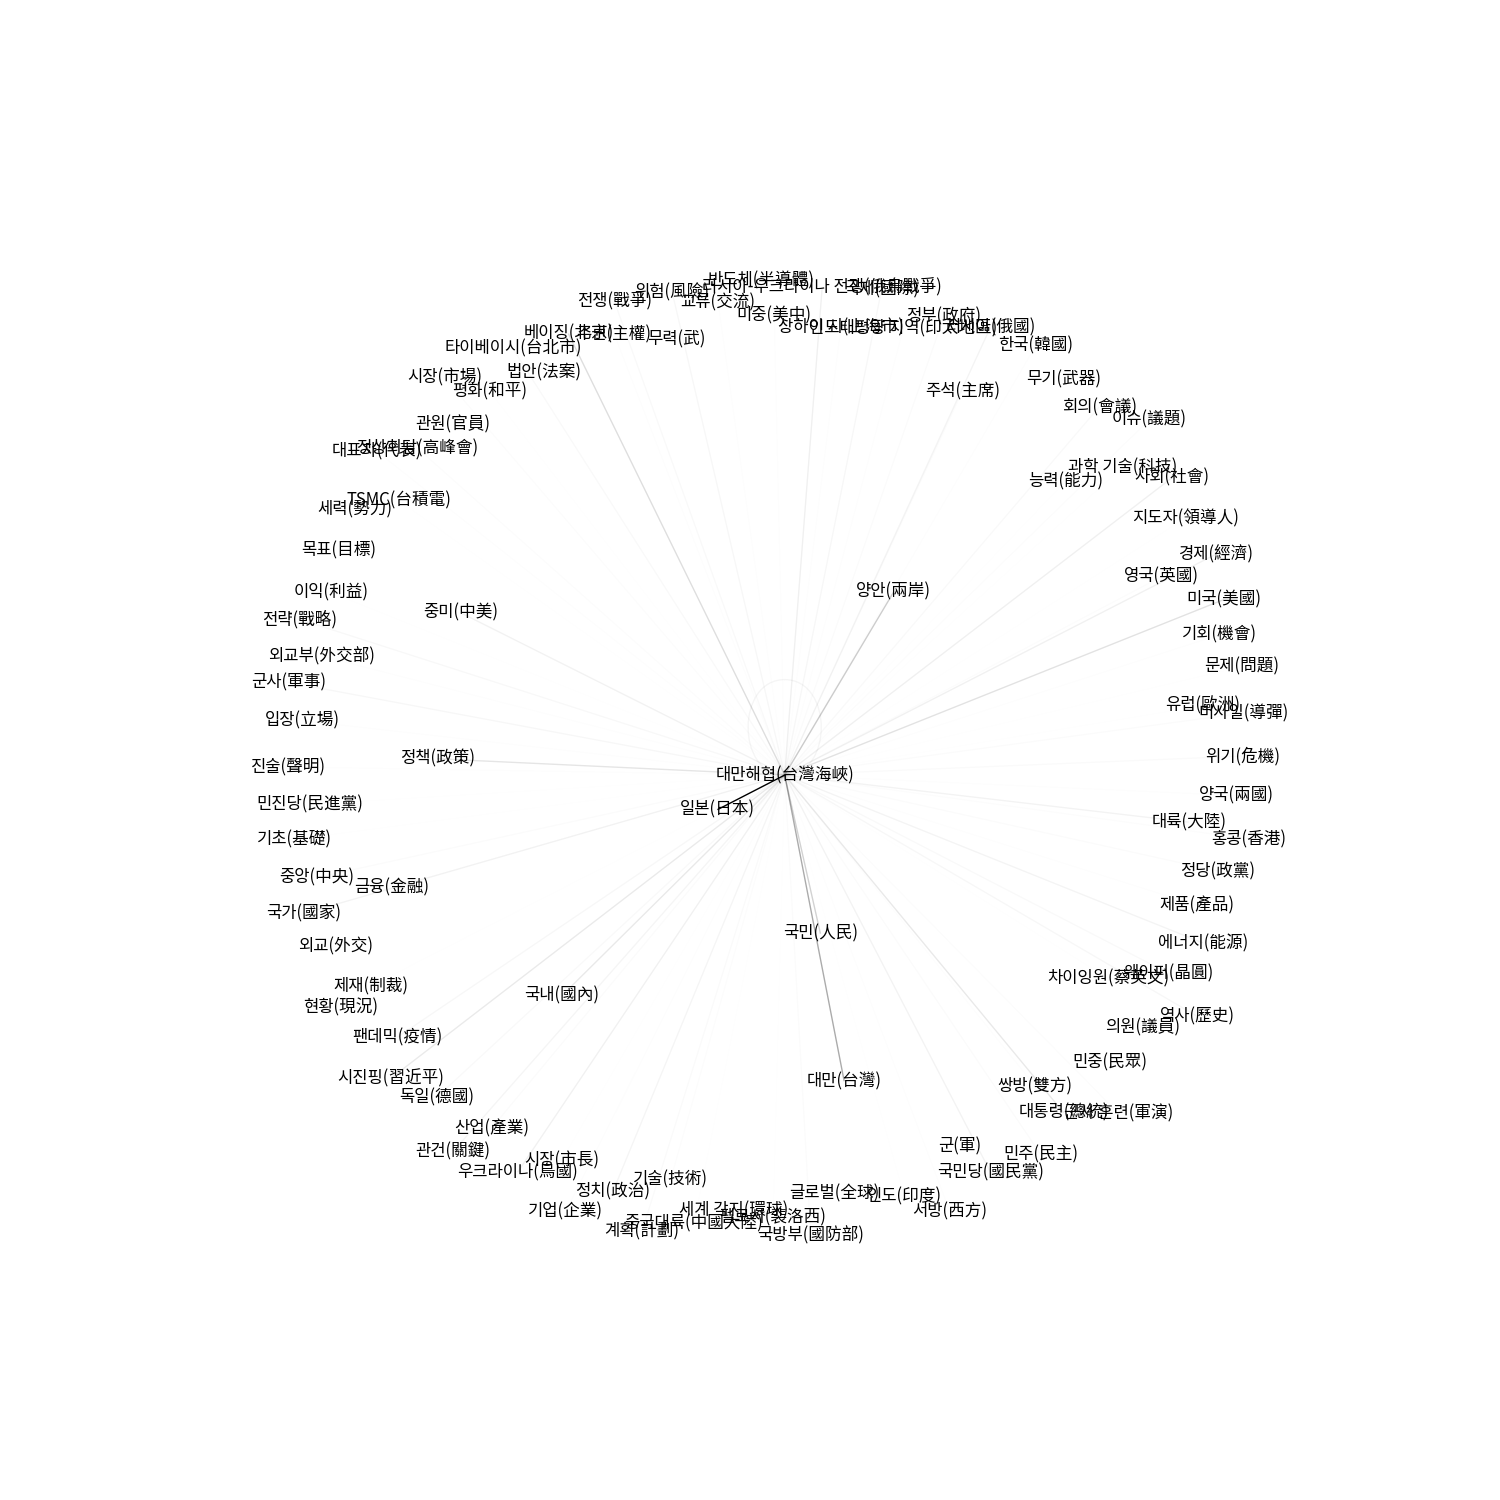 반도체(半導體)
위험(風險)
러시아-우크라이나 전쟁(俄烏戰爭)
국제(國際)
전쟁(戰爭)
교류(交流)
미중(美中)
정부(政府)
상하이시(上海市)
인도 태평양 지역(印太地區)
러시아(俄國)
베이징(北京)
주권(主權)
무력(武)
한국(韓國)
타이베이시(台北市)
법안(法案)
시장(市場)
평화(和平)
무기(武器)
주석(主席)
회의(會議)
이슈(議題)
관원(官員)
대표자(代表)
정상회담(高峰會)
과학 기술(科技)
사회(社會)
능력(能力)
TSMC(台積電)
세력(勢力)
지도자(領導人)
목표(目標)
경제(經濟)
영국(英國)
이익(利益)
양안(兩岸)
미국(美國)
중미(中美)
전략(戰略)
기회(機會)
외교부(外交部)
문제(問題)
군사(軍事)
유럽(歐洲)
미사일(導彈)
입장(立場)
정책(政策)
위기(危機)
진술(聲明)
대만해협(台灣海峽)
양국(兩國)
민진당(民進黨)
일본(日本)
대륙(大陸)
기초(基礎)
홍콩(香港)
정당(政黨)
중앙(中央)
금융(金融)
제품(產品)
국가(國家)
국민(人民)
외교(外交)
에너지(能源)
웨이퍼(晶圓)
차이잉원(蔡英文)
제재(制裁)
국내(國內)
현황(現況)
역사(歷史)
의원(議員)
팬데믹(疫情)
민중(民眾)
시진핑(習近平)
대만(台灣)
쌍방(雙方)
독일(德國)
대통령(總統)
군사 훈련(軍演)
산업(產業)
관건(關鍵)
군(軍)
민주(民主)
시장(市長)
우크라이나(烏國)
국민당(國民黨)
기술(技術)
정치(政治)
글로벌(全球)
인도(印度)
기업(企業)
세계 각지(環球)
서방(西方)
펠로시(裴洛西)
중국대륙(中國大陸)
계획(計劃)
국방부(國防部)